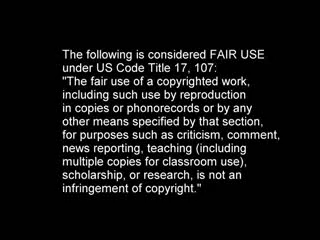 The following is considered FAIR USE
under US Code Title 17, 107:
"The fair use of a copyrighted work,
including such use by reproduction
in copies or phonorecords or by any
other means specified by that section,
for purposes such as criticism, comment,
news reporting, teaching (including
multiple copies for classroom use),
scholarship, or research, is not an
infringement of copyright."